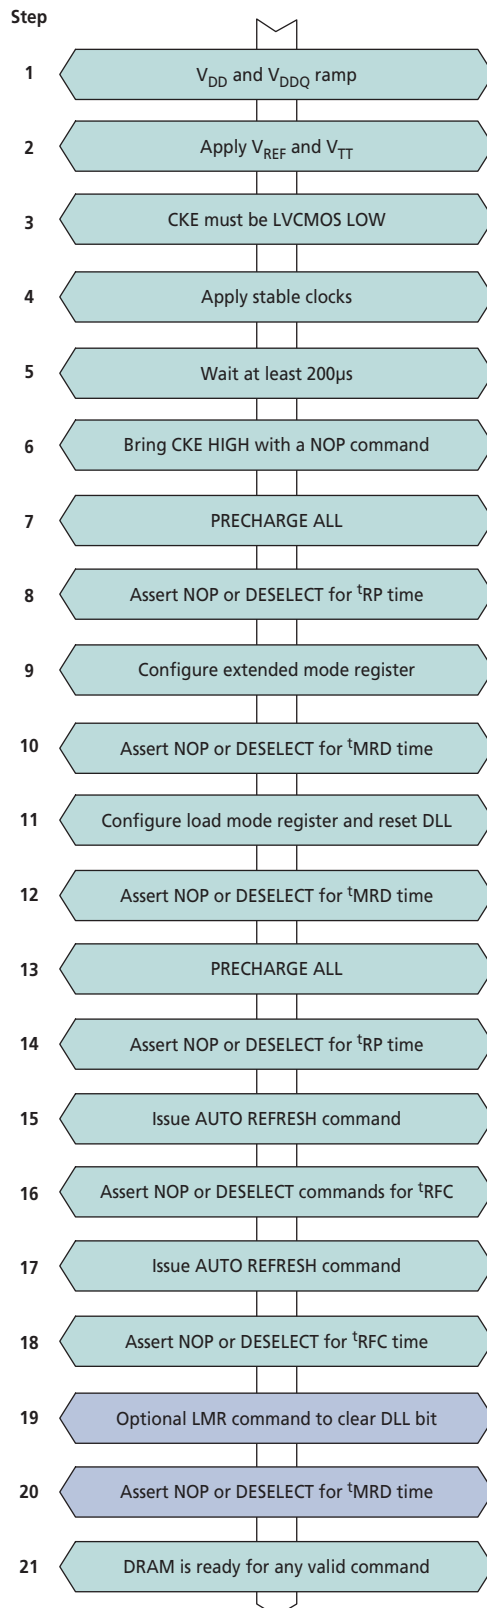 Step
1 V_DD and V_DDQ ramp
2 Apply V_REF and V_TT
3 CKE must be LVCMOS LOW
4 Apply stable clocks
5 Wait at least 200µs
6 Bring CKE HIGH with a NOP command
7 PRECHARGE ALL
8 Assert NOP or DESELECT for ᵗRP time
9 Configure extended mode register
10 Assert NOP or DESELECT for ᵗMRD time
11 Configure load mode register and reset DLL
12 Assert NOP or DESELECT for ᵗMRD time
13 PRECHARGE ALL
14 Assert NOP or DESELECT for ᵗRP time
15 Issue AUTO REFRESH command
16 Assert NOP or DESELECT commands for ᵗRFC
17 Issue AUTO REFRESH command
18 Assert NOP or DESELECT for ᵗRFC time
19 Optional LMR command to clear DLL bit
20 Assert NOP or DESELECT for ᵗMRD time
21 DRAM is ready for any valid command